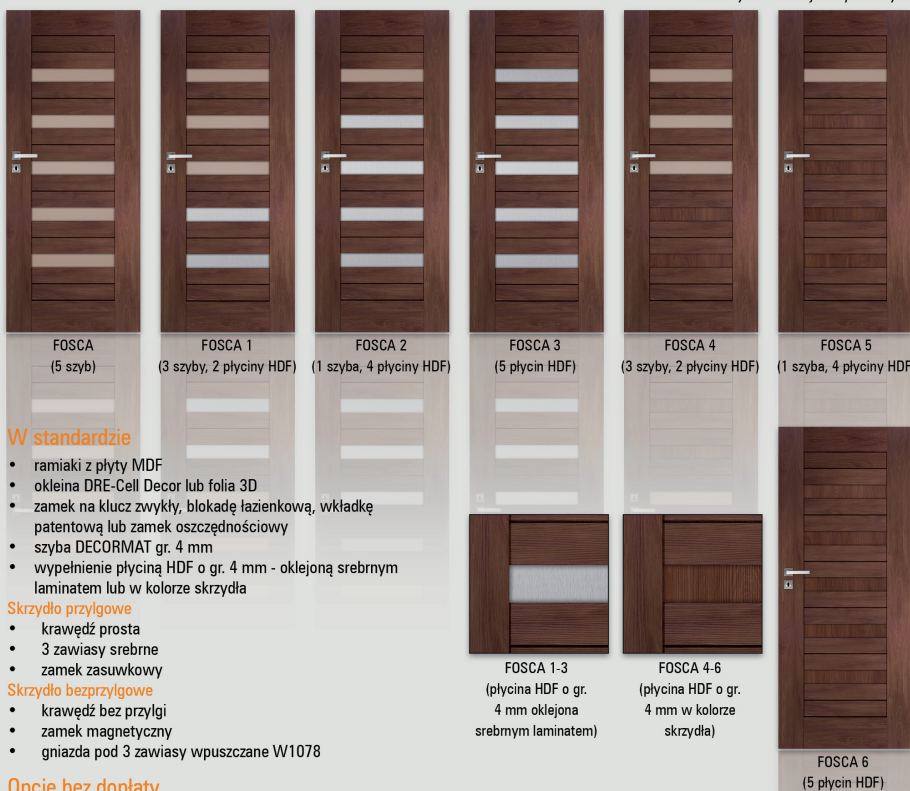 FOSCA
(5 szyb)
FOSCA 1
(3 szyby, 2 płyciny HDF)
FOSCA 2
(1 szyba, 4 płyciny HDF)
FOSCA 3
(5 płycin HDF)
FOSCA 4
(3 szyby, 2 płyciny HDF)
FOSCA 5
(1 szyba, 4 płyciny HDF
W standardzie
• ramiaki z płyty MDF
• okleina DRE-Cell Decor lub folia 3D
• zamek na klucz zwykły, blokadę łazienkową, wkładkę
patentową lub zamek oszczędnościowy
• szyba DECORMAT gr. 4 mm
• wypełnienie płyciną HDF o gr. 4 mm - oklejoną srebrnym
laminatem lub w kolorze skrzydła
Skrzydło przylgowe
• krawędź prosta
• 3 zawiasy srebrne
• zamek zasuwkowy
Skrzydło bezprzylgowe
• krawędź bez przylgi
• zamek magnetyczny
• gniazda pod 3 zawiasy wpuszczane W1078
Opcje bez dopłaty
FOSCA 1-3
(płycina HDF o gr.
4 mm oklejona
srebrnym laminatem)
FOSCA 4-6
(płycina HDF o gr.
4 mm w kolorze
skrzydła)
FOSCA 6
(5 płycin HDF)